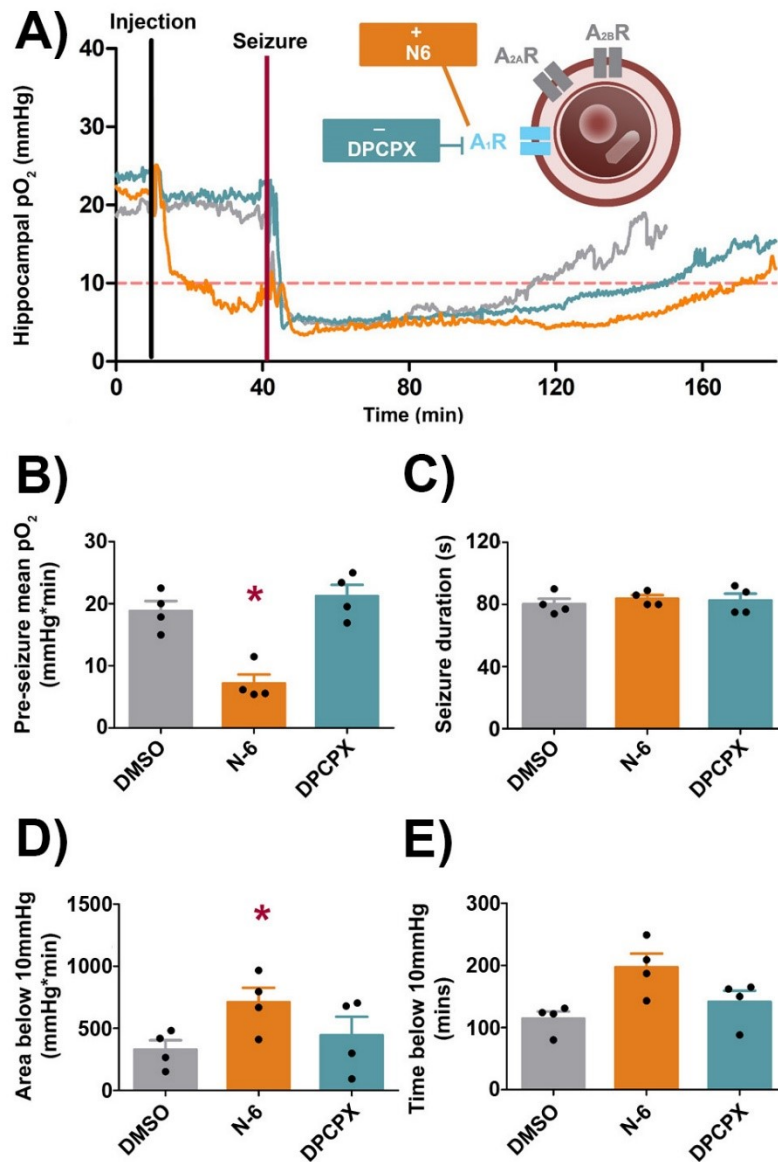 A)
Injection
Seizure
+
N6
–
DPCPX
A₁R
A₂ₐR
A₂ᵦR
Hippocampal pO₂ (mmHg)
40
30
20
10
0
0
40
80
120
160
Time (min)
B)
Pre-seizure mean pO₂
(mmHg*min)
30
20
10
0
*
DMSO
N-6
DPCPX
C)
Seizure duration (s)
120
80
40
0
DMSO
N-6
DPCPX
D)
Area below 10mmHg
(mmHg*min)
1500
1000
500
0
*
DMSO
N-6
DPCPX
E)
Time below 10mmHg
(mins)
300
200
100
0
DMSO
N-6
DPCPX